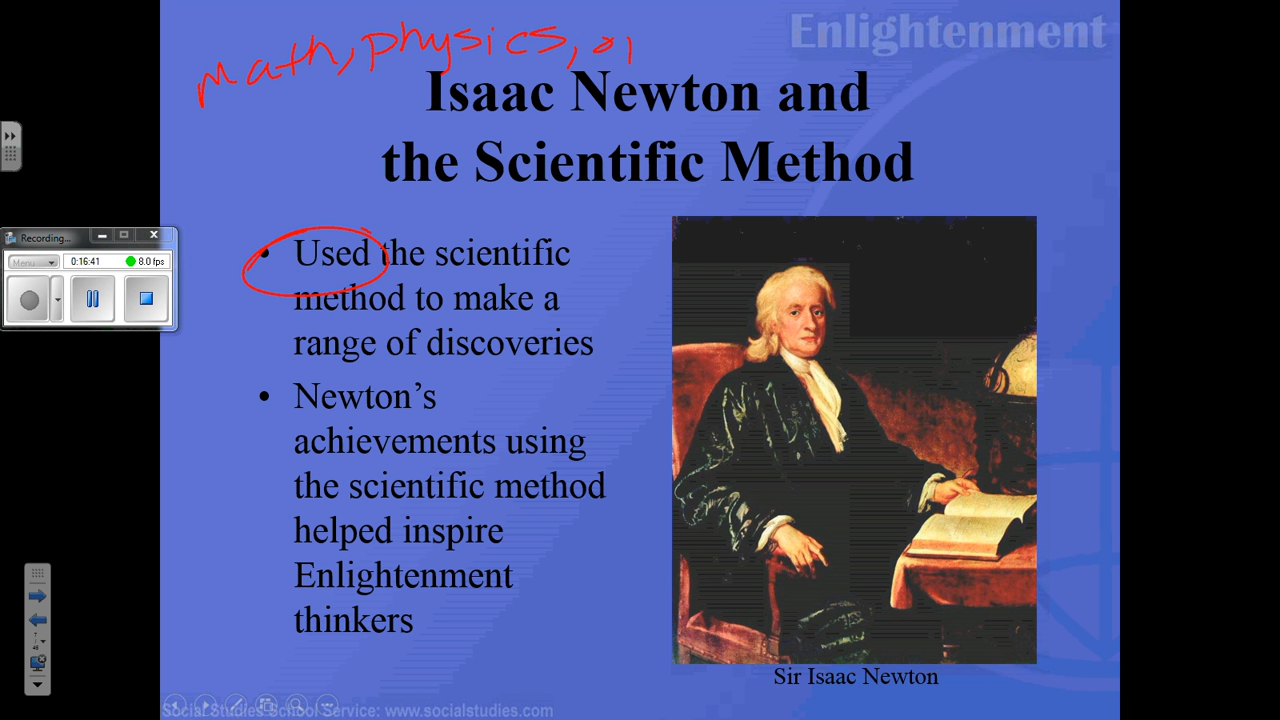 Enlightenment
math, physics,
Isaac Newton and
the Scientific Method
Recording...
Menu
0:16:41
8.0 fps
• Used the scientific
method to make a
range of discoveries
• Newton’s
achievements using
the scientific method
helped inspire
Enlightenment
thinkers
Sir Isaac Newton
Social Studies School Service: www.socialstudies.com